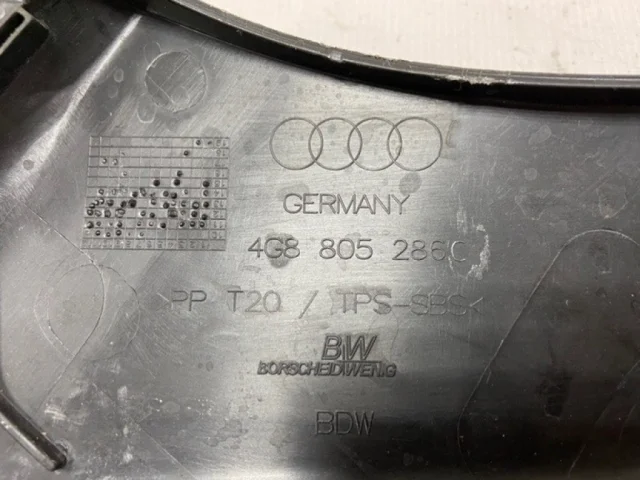 GERMANY
4G8 805 286C
>PP T20 / TPS-SBS<
BW
BORSCHEIDWENIG
BDW